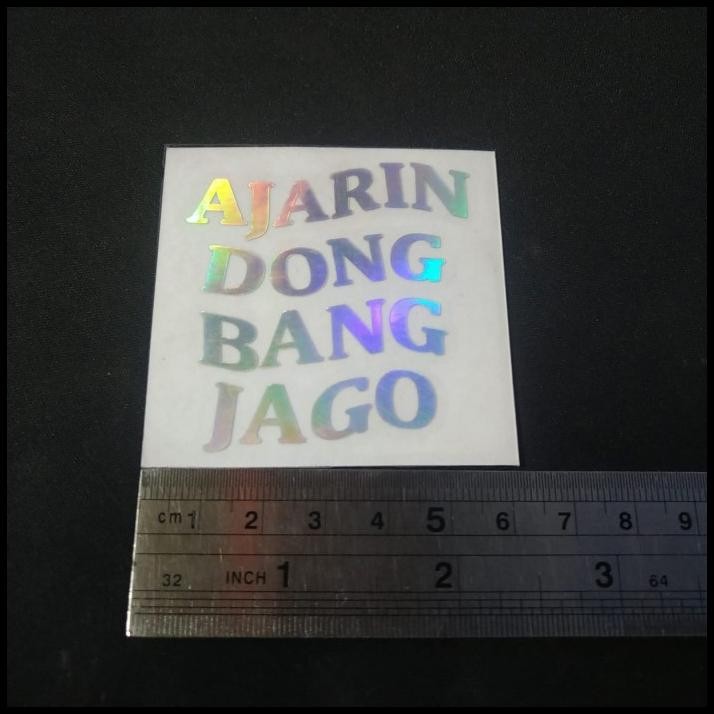 AJARIN
DONG
BANG
JAGO
cm 1 2 3 4 5 6 7 8 9
32 INCH 1 2 3 64